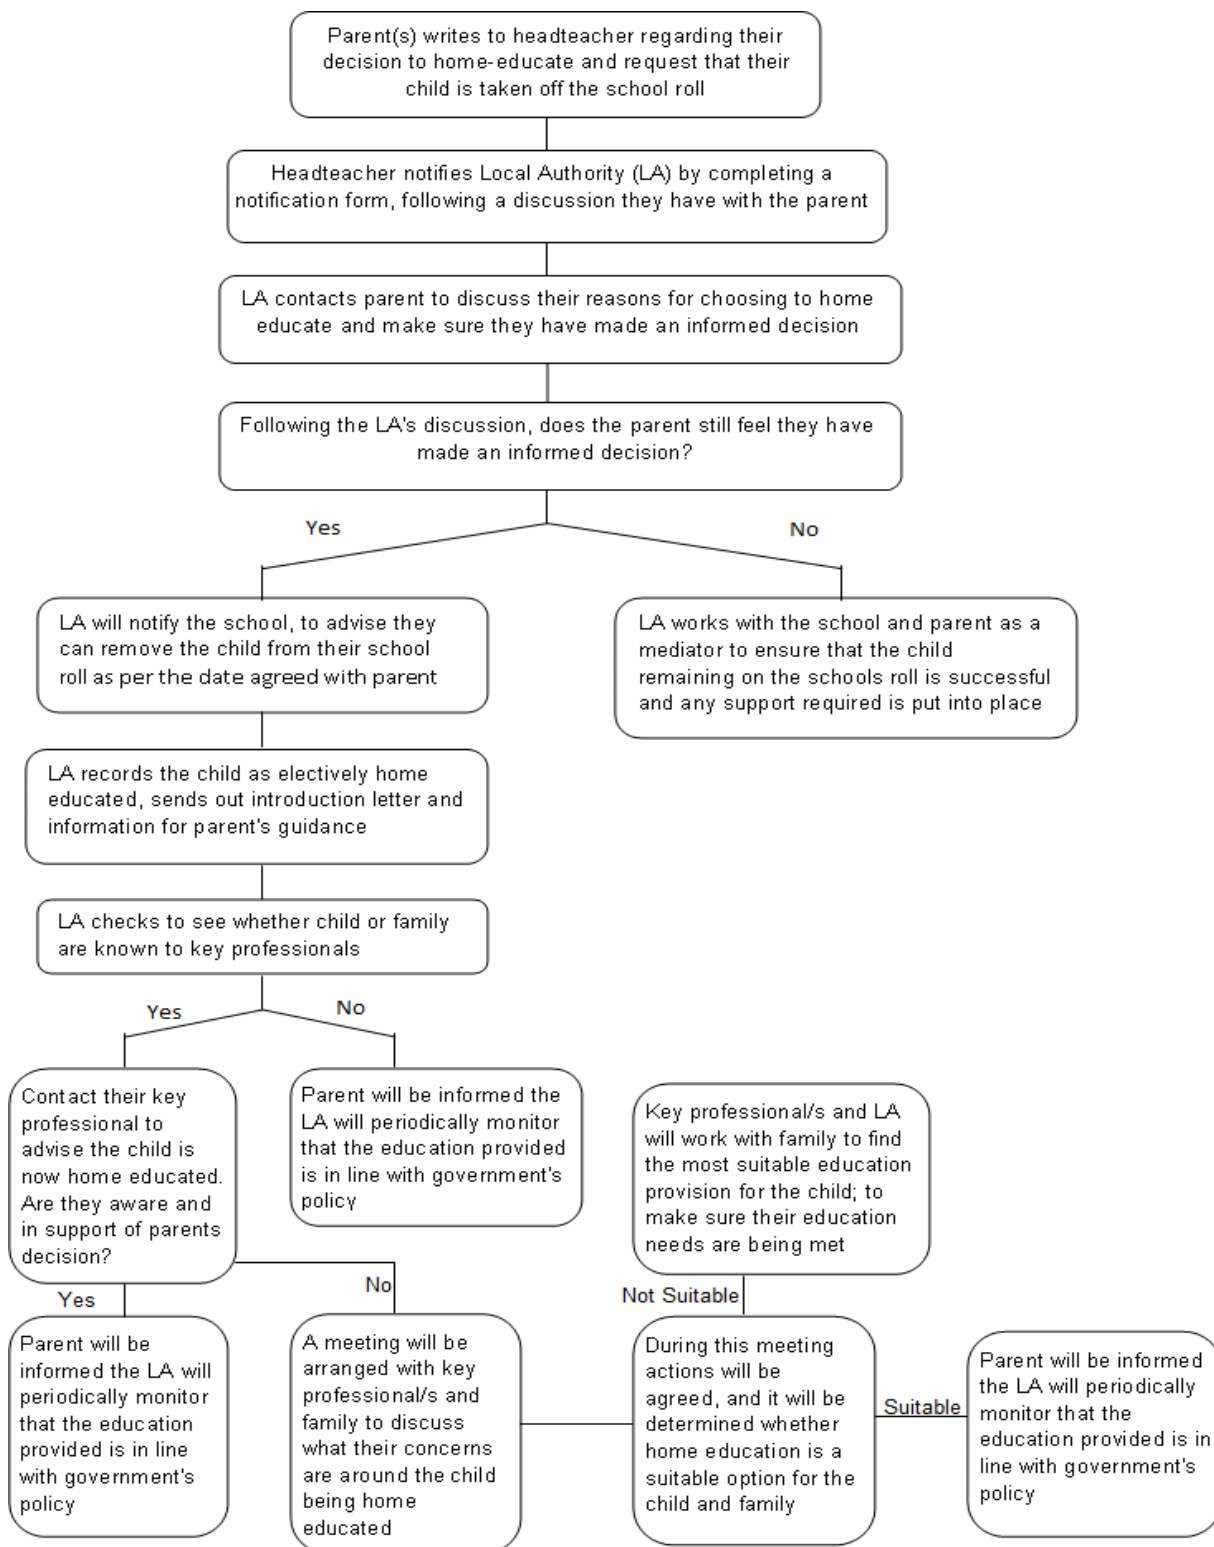 Parent(s) writes to headteacher regarding their
decision to home-educate and request that their
child is taken off the school roll
Headteacher notifies Local Authority (LA) by completing a
notification form, following a discussion they have with the parent
LA contacts parent to discuss their reasons for choosing to home
educate and make sure they have made an informed decision
Following the LA's discussion, does the parent still feel they have
made an informed decision?
Yes
No
LA will notify the school, to advise they
can remove the child from their school
roll as per the date agreed with parent
LA works with the school and parent as a
mediator to ensure that the child
remaining on the schools roll is successful
and any support required is put into place
LA records the child as electively home
educated, sends out introduction letter and
information for parent's guidance
LA checks to see whether child or family
are known to key professionals
Yes
No
Contact their key
professional to
advise the child is
now home educated.
Are they aware and
in support of parents
decision?
Parent will be informed the
LA will periodically monitor
that the education provided
is in line with government's
policy
Key professional/s and LA
will work with family to find
the most suitable education
provision for the child; to
make sure their education
needs are being met
Yes
No
Not Suitable
Parent will be
informed the LA will
periodically monitor
that the education
provided is in line
with government's
policy
A meeting will be
arranged with key
professional/s and
family to discuss
what their concerns
are around the child
being home
educated
During this meeting
actions will be
agreed, and it will be
determined whether
home education is a
suitable option for the
child and family
Suitable
Parent will be informed
the LA will periodically
monitor that the
education provided is in
line with government's
policy